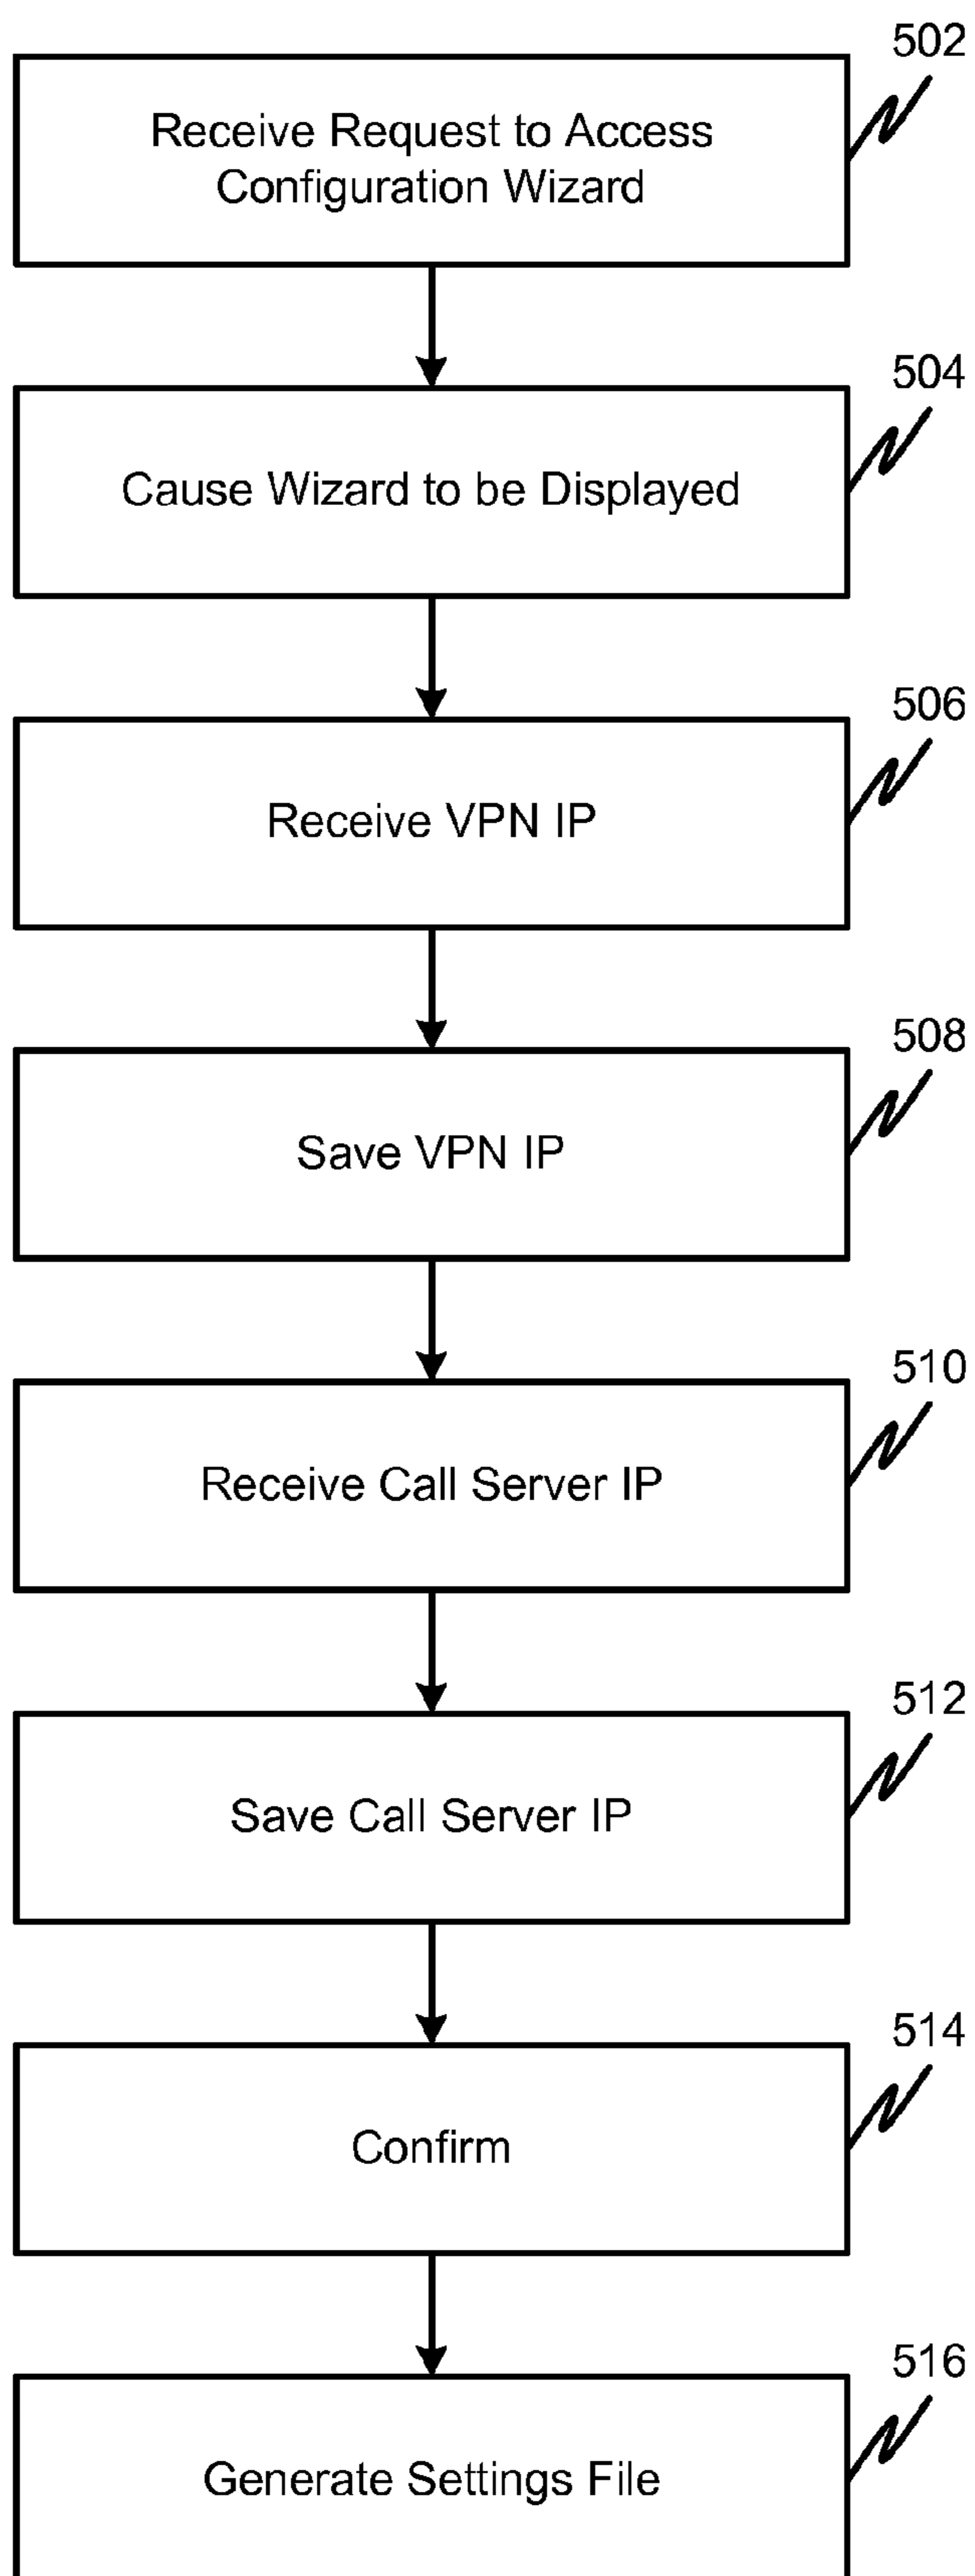 502
Receive Request to Access
Configuration Wizard
504
Cause Wizard to be Displayed
506
Receive VPN IP
508
Save VPN IP
510
Receive Call Server IP
512
Save Call Server IP
514
Confirm
516
Generate Settings File